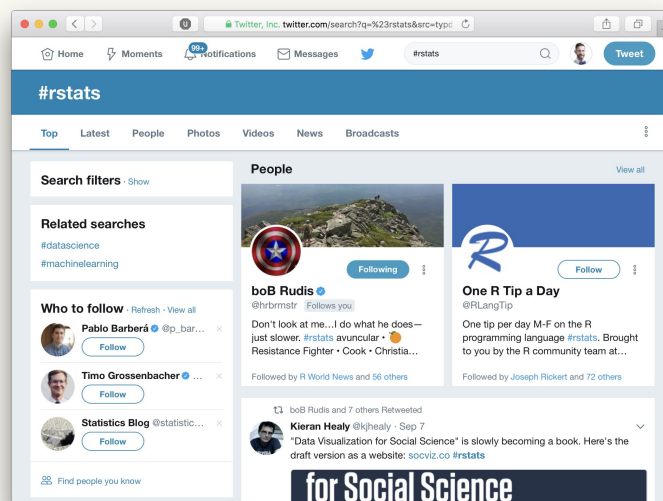 Twitter, Inc. twitter.com/search?q=%23rstats&src=typd
Home
Moments
99+
Notifications
Messages
#rstats
Tweet
#rstats
Top
Latest
People
Photos
Videos
News
Broadcasts
Search filters · Show
Related searches
#datascience
#machinelearning
Who to follow · Refresh · View all
Pablo Barberá @p_bar...
Follow
Timo Grossenbacher ...
Follow
Statistics Blog @statistic...
Follow
Find people you know
People
View all
Following
boB Rudis
@hrbrmstr Follows you
Don't look at me…I do what he does—
just slower. #rstats avuncular •
Resistance Fighter • Cook • Christia…
Followed by R World News and 56 others
R
Follow
One R Tip a Day
@RLangTip
One tip per day M-F on the R
programming language #rstats. Brought
to you by the R community team at…
Followed by Joseph Rickert and 72 others
boB Rudis and 7 others Retweeted
Kieran Healy @kjhealy · Sep 7
"Data Visualization for Social Science" is slowly becoming a book. Here's the
draft version as a website: socviz.co #rstats
for Social Science